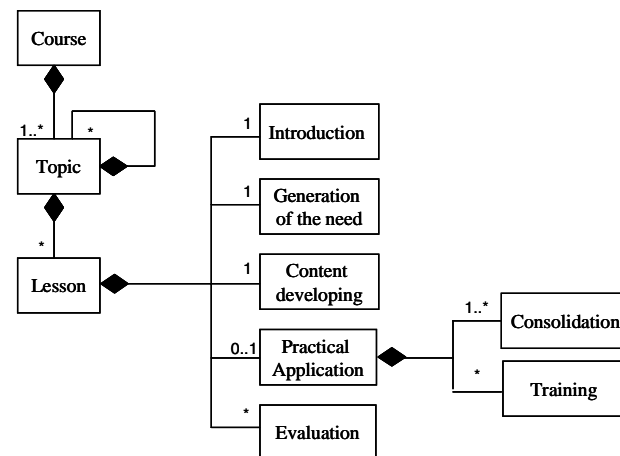 Course
1..*
*
Topic
*
Lesson
1
Introduction
1
Generation
of the need
1
Content
developing
0..1
Practical
Application
*
Evaluation
1..*
Consolidation
*
Training